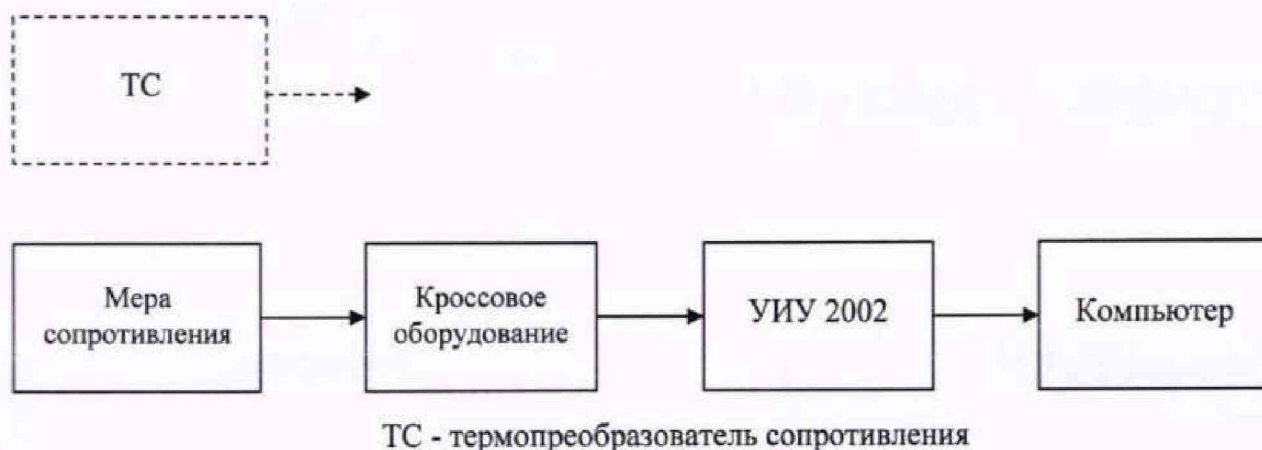 ТС
Мера
сопротивления
Кроссовое
оборудование
УИУ 2002
Компьютер
ТС - термопреобразователь сопротивления